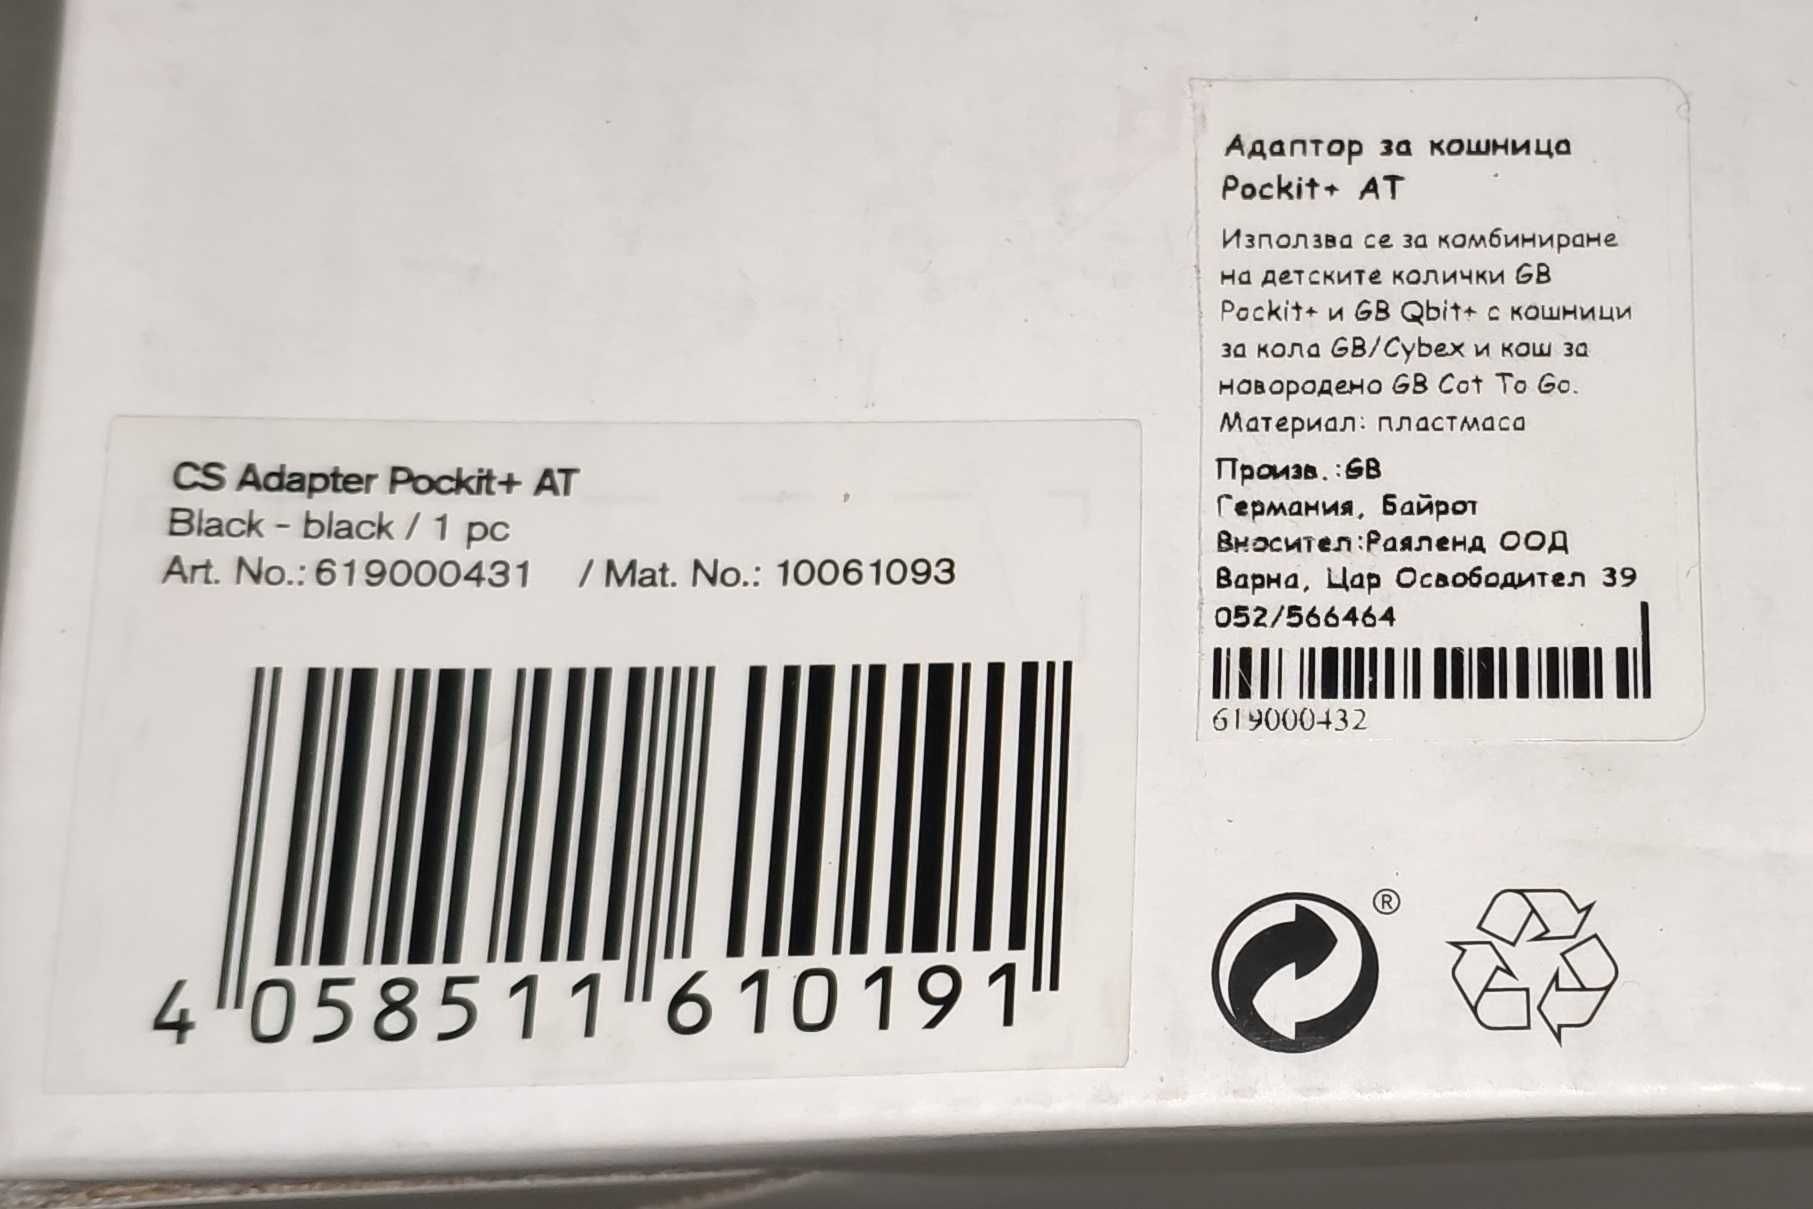 CS Adapter Pockit+ AT
Black - black / 1 pc
Art. No.: 619000431 / Mat. No.: 10061093
4 058511 610191
Адаптор за кошница
Pockit+ AT
Използва се за комбиниране
на детските колички GB
Pockit+ и GB Qbit+ с кошници
за кола GB/Cybex и кош за
новородено GB Cot To Go.
Материал: пластмаса
Произв.:GB
Германия, Байрот
Вносител:Раяленд ООД
Варна, Цар Освободител 39
052/566464
619000432
®